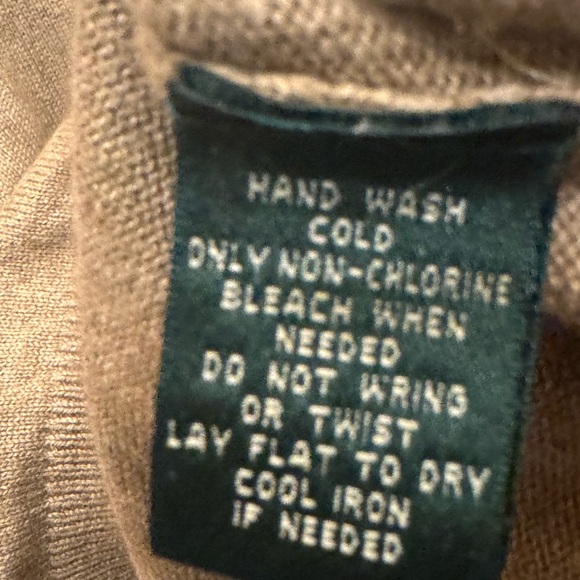 HAND WASH
COLD
ONLY NON-CHLORINE
BLEACH WHEN
NEEDED
DO NOT WRING
OR TWIST
LAY FLAT TO DRY
COOL IRON
IF NEEDED